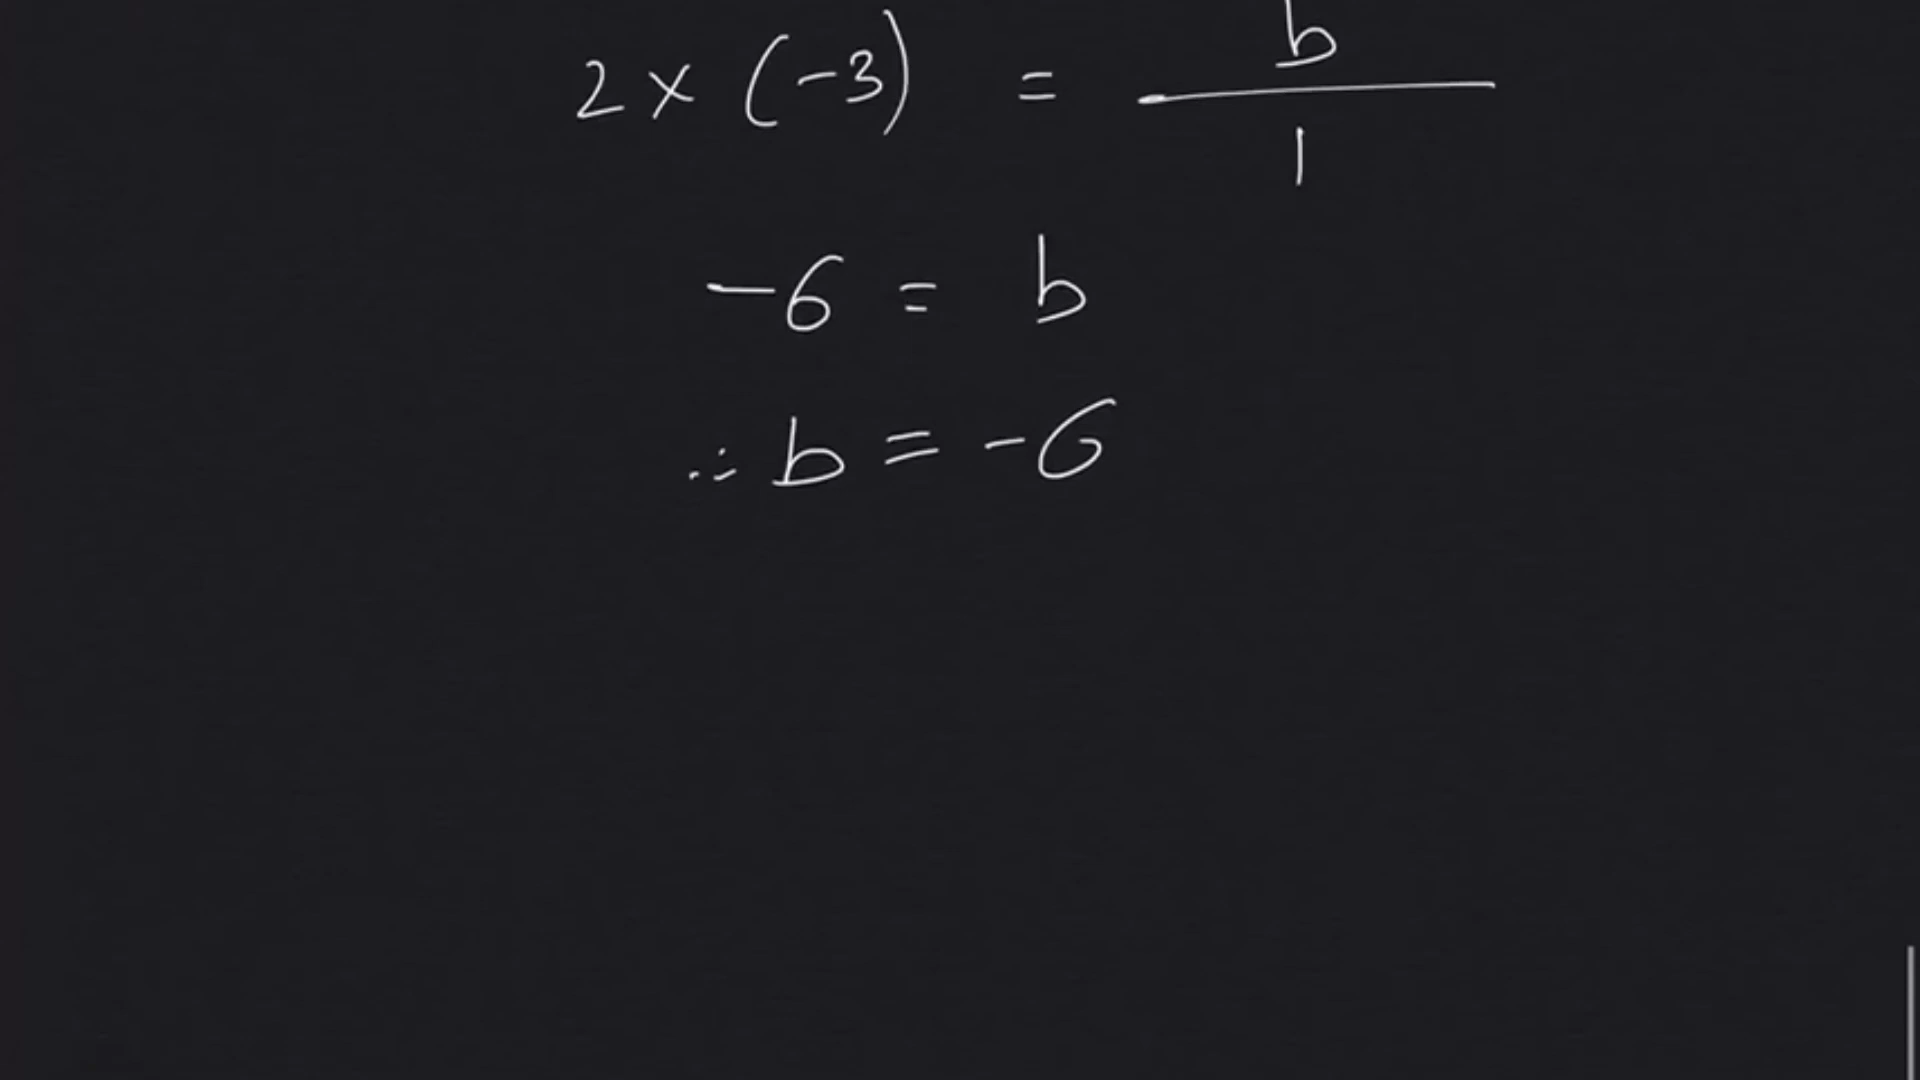 2 × (-3) = b/1
-6 = b
∴ b = -6